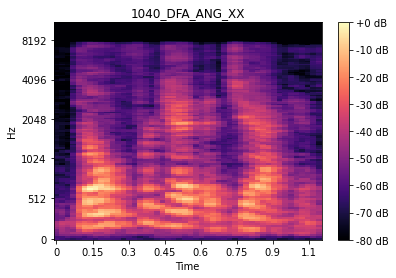 1040_DFA_ANG_XX
8192
4096
2048
1024
512
0
Hz
0 0.15 0.3 0.45 0.6 0.75 0.9 1.1
Time
+0 dB
-10 dB
-20 dB
-30 dB
-40 dB
-50 dB
-60 dB
-70 dB
-80 dB